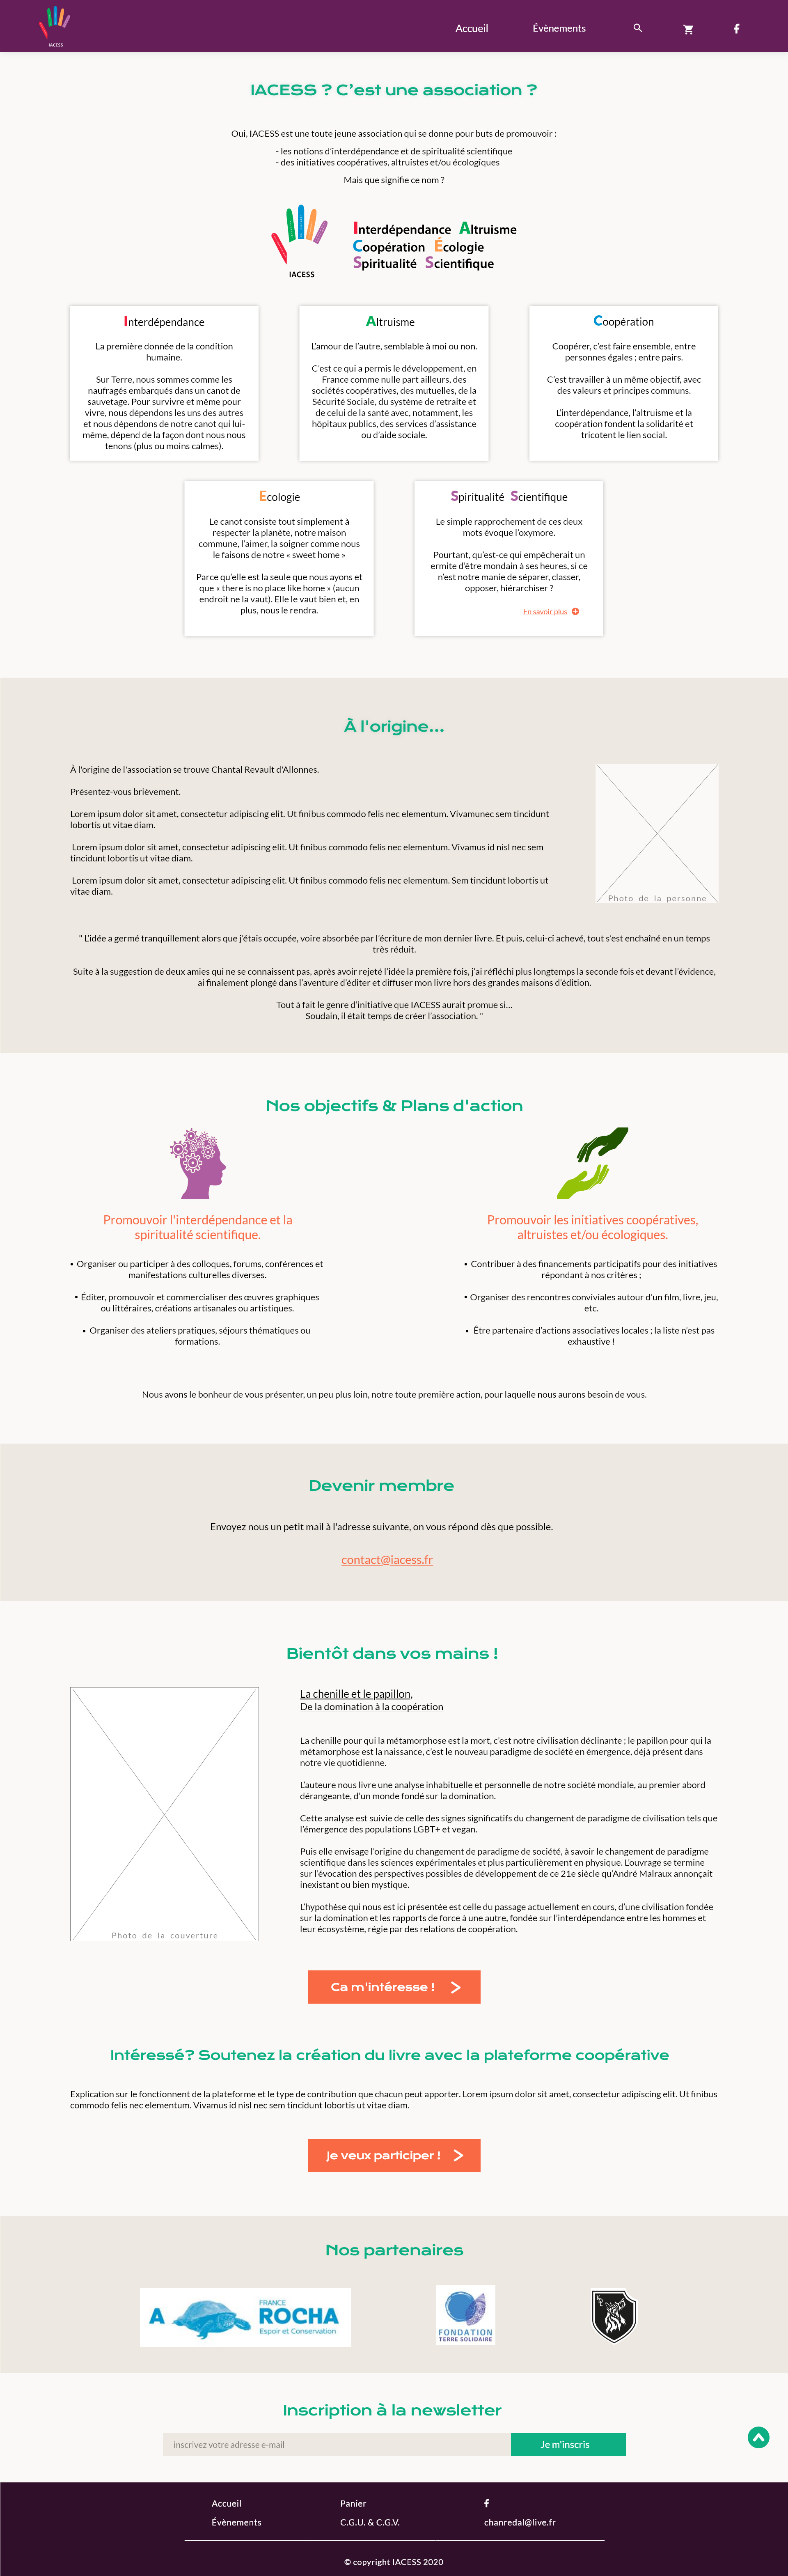 IACESS
Accueil
Évènements
IACESS ? C’est une association ?
Oui, IACESS est une toute jeune association qui se donne pour buts de promouvoir :
- les notions d'interdépendance et de spiritualité scientifique
- des initiatives coopératives, altruistes et/ou écologiques
Mais que signifie ce nom ?
IACESS
Interdépendance Altruisme
Coopération Écologie
Spiritualité Scientifique
Interdépendance
La première donnée de la condition
humaine.
Sur Terre, nous sommes comme les
naufragés embarqués dans un canot de
sauvetage. Pour survivre et même pour
vivre, nous dépendons les uns des autres
et nous dépendons de notre canot qui lui-
même, dépend de la façon dont nous nous
tenons (plus ou moins calmes).
Altruisme
L’amour de l’autre, semblable à moi ou non.
C’est ce qui a permis le développement, en
France comme nulle part ailleurs, des
sociétés coopératives, des mutuelles, de la
Sécurité Sociale, du système de retraite et
de celui de la santé avec, notamment, les
hôpitaux publics, des services d’assistance
ou d’aide sociale.
Coopération
Coopérer, c’est faire ensemble, entre
personnes égales ; entre pairs.
C’est travailler à un même objectif, avec
des valeurs et principes communs.
L’interdépendance, l’altruisme et la
coopération fondent la solidarité et
tricotent le lien social.
Ecologie
Le canot consiste tout simplement à
respecter la planète, notre maison
commune, l’aimer, la soigner comme nous
le faisons de notre « sweet home »
Parce qu’elle est la seule que nous ayons et
que « there is no place like home » (aucun
endroit ne la vaut). Elle le vaut bien et, en
plus, nous le rendra.
Spiritualité Scientifique
Le simple rapprochement de ces deux
mots évoque l’oxymore.
Pourtant, qu’est-ce qui empêcherait un
ermite d’être mondain à ses heures, si ce
n’est notre manie de séparer, classer,
opposer, hiérarchiser ?
En savoir plus
À l'origine...
À l'origine de l'association se trouve Chantal Revault d'Allonnes.
Présentez-vous brièvement.
Lorem ipsum dolor sit amet, consectetur adipiscing elit. Ut finibus commodo felis nec elementum. Vivamunec sem tincidunt
lobortis ut vitae diam.
Lorem ipsum dolor sit amet, consectetur adipiscing elit. Ut finibus commodo felis nec elementum. Vivamus id nisl nec sem
tincidunt lobortis ut vitae diam.
Lorem ipsum dolor sit amet, consectetur adipiscing elit. Ut finibus commodo felis nec elementum. Sem tincidunt lobortis ut
vitae diam.
Photo de la personne
" L'idée a germé tranquillement alors que j'étais occupée, voire absorbée par l'écriture de mon dernier livre. Et puis, celui-ci achevé, tout s’est enchaîné en un temps
très réduit.
Suite à la suggestion de deux amies qui ne se connaissent pas, après avoir rejeté l’idée la première fois, j’ai réfléchi plus longtemps la seconde fois et devant l’évidence,
ai finalement plongé dans l’aventure d’éditer et diffuser mon livre hors des grandes maisons d’édition.
Tout à fait le genre d’initiative que IACESS aurait promue si…
Soudain, il était temps de créer l’association. "
Nos objectifs & Plans d'action
Promouvoir l'interdépendance et la
spiritualité scientifique.
• Organiser ou participer à des colloques, forums, conférences et
manifestations culturelles diverses.
• Éditer, promouvoir et commercialiser des œuvres graphiques
ou littéraires, créations artisanales ou artistiques.
• Organiser des ateliers pratiques, séjours thématiques ou
formations.
Promouvoir les initiatives coopératives,
altruistes et/ou écologiques.
• Contribuer à des financements participatifs pour des initiatives
répondant à nos critères ;
• Organiser des rencontres conviviales autour d’un film, livre, jeu,
etc.
• Être partenaire d’actions associatives locales ; la liste n’est pas
exhaustive !
Nous avons le bonheur de vous présenter, un peu plus loin, notre toute première action, pour laquelle nous aurons besoin de vous.
Devenir membre
Envoyez nous un petit mail à l'adresse suivante, on vous répond dès que possible.
contact@iacess.fr
Bientôt dans vos mains !
Photo de la couverture
La chenille et le papillon,
De la domination à la coopération
La chenille pour qui la métamorphose est la mort, c’est notre civilisation déclinante ; le papillon pour qui la
métamorphose est la naissance, c’est le nouveau paradigme de société en émergence, déjà présent dans
notre vie quotidienne.
L’auteure nous livre une analyse inhabituelle et personnelle de notre société mondiale, au premier abord
dérangeante, d’un monde fondé sur la domination.
Cette analyse est suivie de celle des signes significatifs du changement de paradigme de civilisation tels que
l’émergence des populations LGBT+ et vegan.
Puis elle envisage l’origine du changement de paradigme de société, à savoir le changement de paradigme
scientifique dans les sciences expérimentales et plus particulièrement en physique. L’ouvrage se termine
sur l’évocation des perspectives possibles de développement de ce 21e siècle qu’André Malraux annonçait
inexistant ou bien mystique.
L’hypothèse qui nous est ici présentée est celle du passage actuellement en cours, d’une civilisation fondée
sur la domination et les rapports de force à une autre, fondée sur l’interdépendance entre les hommes et
leur écosystème, régie par des relations de coopération.
Ca m'intéresse !
Intéressé? Soutenez la création du livre avec la plateforme coopérative
Explication sur le fonctionnent de la plateforme et le type de contribution que chacun peut apporter. Lorem ipsum dolor sit amet, consectetur adipiscing elit. Ut finibus
commodo felis nec elementum. Vivamus id nisl nec sem tincidunt lobortis ut vitae diam.
Je veux participer !
Nos partenaires
A
FRANCE
ROCHA
Espoir et Conservation
FONDATION
TERRE SOLIDAIRE
Inscription à la newsletter
inscrivez votre adresse e-mail
Je m'inscris
Accueil
Panier
Évènements
C.G.U. & C.G.V.
chanredal@live.fr
© copyright IACESS 2020